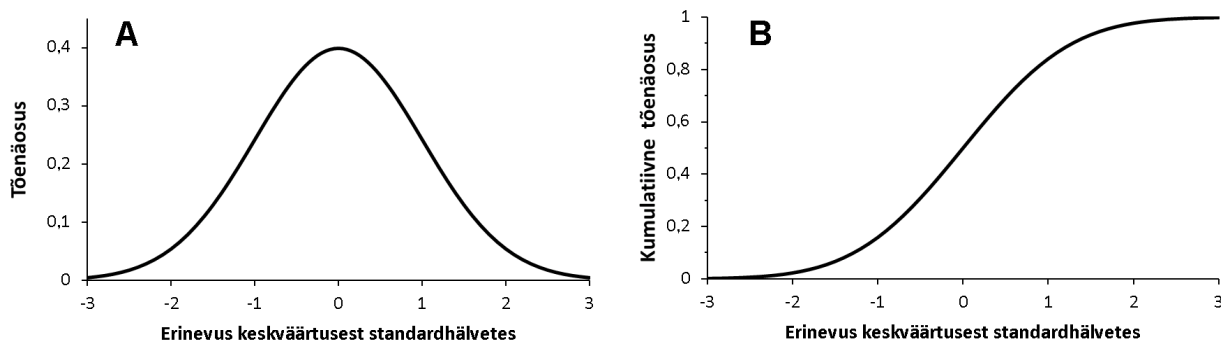 A
Tõenäosus
0,4
0,3
0,2
0,1
0
-3 -2 -1 0 1 2 3
Erinevus keskväärtusest standardhälvetes
B
Kumulatiivne tõenäosus
1
0,8
0,6
0,4
0,2
0
-3 -2 -1 0 1 2 3
Erinevus keskväärtusest standardhälvetes